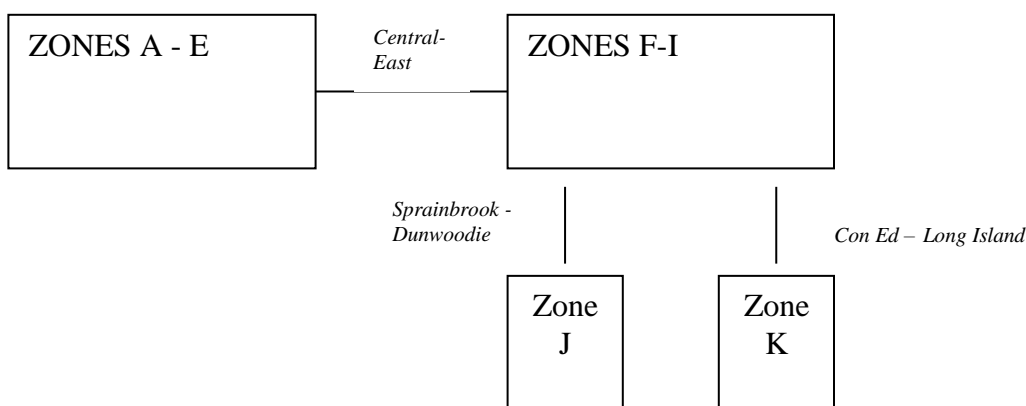 ZONES A - E
Central-
East
ZONES F-I
Sprainbrook -
Dunwoodie
Con Ed – Long Island
Zone
J
Zone
K